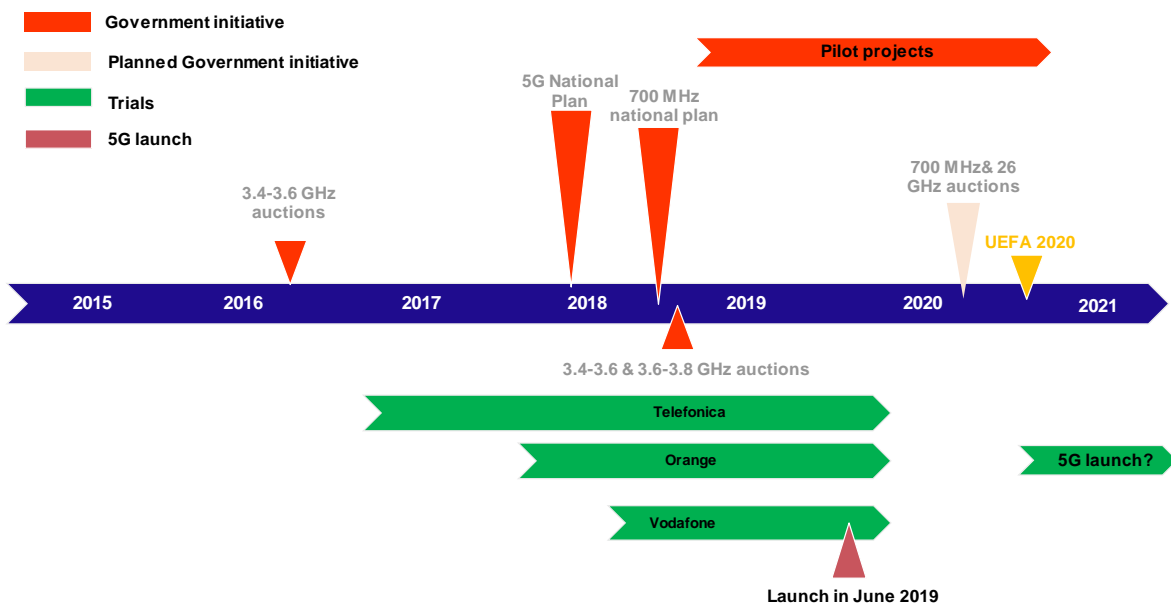 Government initiative
Planned Government initiative
Trials
5G launch
Pilot projects
5G National
Plan
700 MHz
national plan
3.4-3.6 GHz
auctions
700 MHz& 26
GHz auctions
UEFA 2020
2015
2016
2017
2018
2019
2020
2021
3.4-3.6 & 3.6-3.8 GHz auctions
Telefonica
Orange
5G launch?
Vodafone
Launch in June 2019